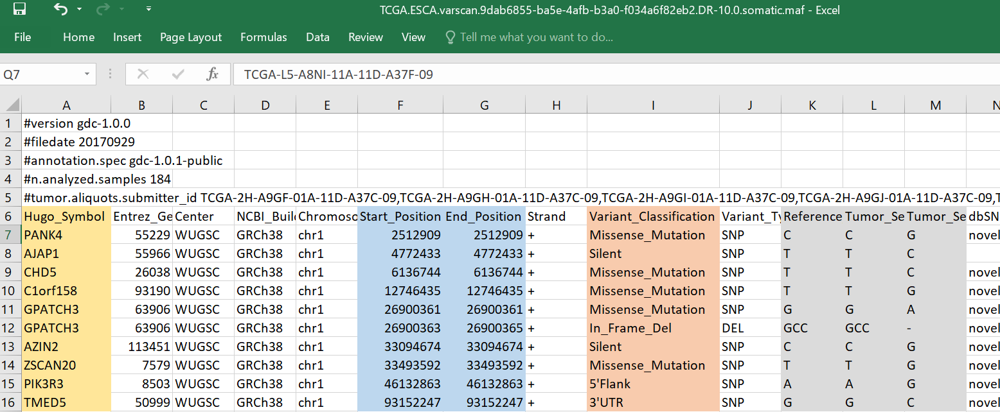 TCGA.ESCA.varscan.9dab6855-ba5e-4afb-b3a0-f034a6f82eb2.DR-10.0.somatic.maf - Excel
File Home Insert Page Layout Formulas Data Review View Tell me what you want to do...
Q7 fx TCGA-L5-A8NI-11A-11D-A37F-09
A B C D E F G H I J K L M N
1 #version gdc-1.0.0
2 #filedate 20170929
3 #annotation.spec gdc-1.0.1-public
4 #n.analyzed.samples 184
5 #tumor.aliquots.submitter_id TCGA-2H-A9GF-01A-11D-A37C-09,TCGA-2H-A9GH-01A-11D-A37C-09,TCGA-2H-A9GI-01A-11D-A37C-09,TCGA-2H-A9GJ-01A-11D-A37C-09,T
6 Hugo_Symbol Entrez_Ge Center NCBI_Build Chromoso Start_Position End_Position Strand Variant_Classification Variant_Ty Reference Tumor_Se Tumor_Se dbSN
7 PANK4 55229 WUGSC GRCh38 chr1 2512909 2512909 + Missense_Mutation SNP C C G novel
8 AJAP1 55966 WUGSC GRCh38 chr1 4772433 4772433 + Silent SNP T T C
9 CHD5 26038 WUGSC GRCh38 chr1 6136744 6136744 + Missense_Mutation SNP T T C novel
10 C1orf158 93190 WUGSC GRCh38 chr1 12746435 12746435 + Missense_Mutation SNP T T G novel
11 GPATCH3 63906 WUGSC GRCh38 chr1 26900361 26900361 + Missense_Mutation SNP G G A novel
12 GPATCH3 63906 WUGSC GRCh38 chr1 26900363 26900365 + In_Frame_Del DEL GCC GCC - novel
13 AZIN2 113451 WUGSC GRCh38 chr1 33094674 33094674 + Silent SNP C C G novel
14 ZSCAN20 7579 WUGSC GRCh38 chr1 33493592 33493592 + Missense_Mutation SNP T T G novel
15 PIK3R3 8503 WUGSC GRCh38 chr1 46132863 46132863 + 5'Flank SNP A A G novel
16 TMED5 50999 WUGSC GRCh38 chr1 93152247 93152247 + 3'UTR SNP G G C novel